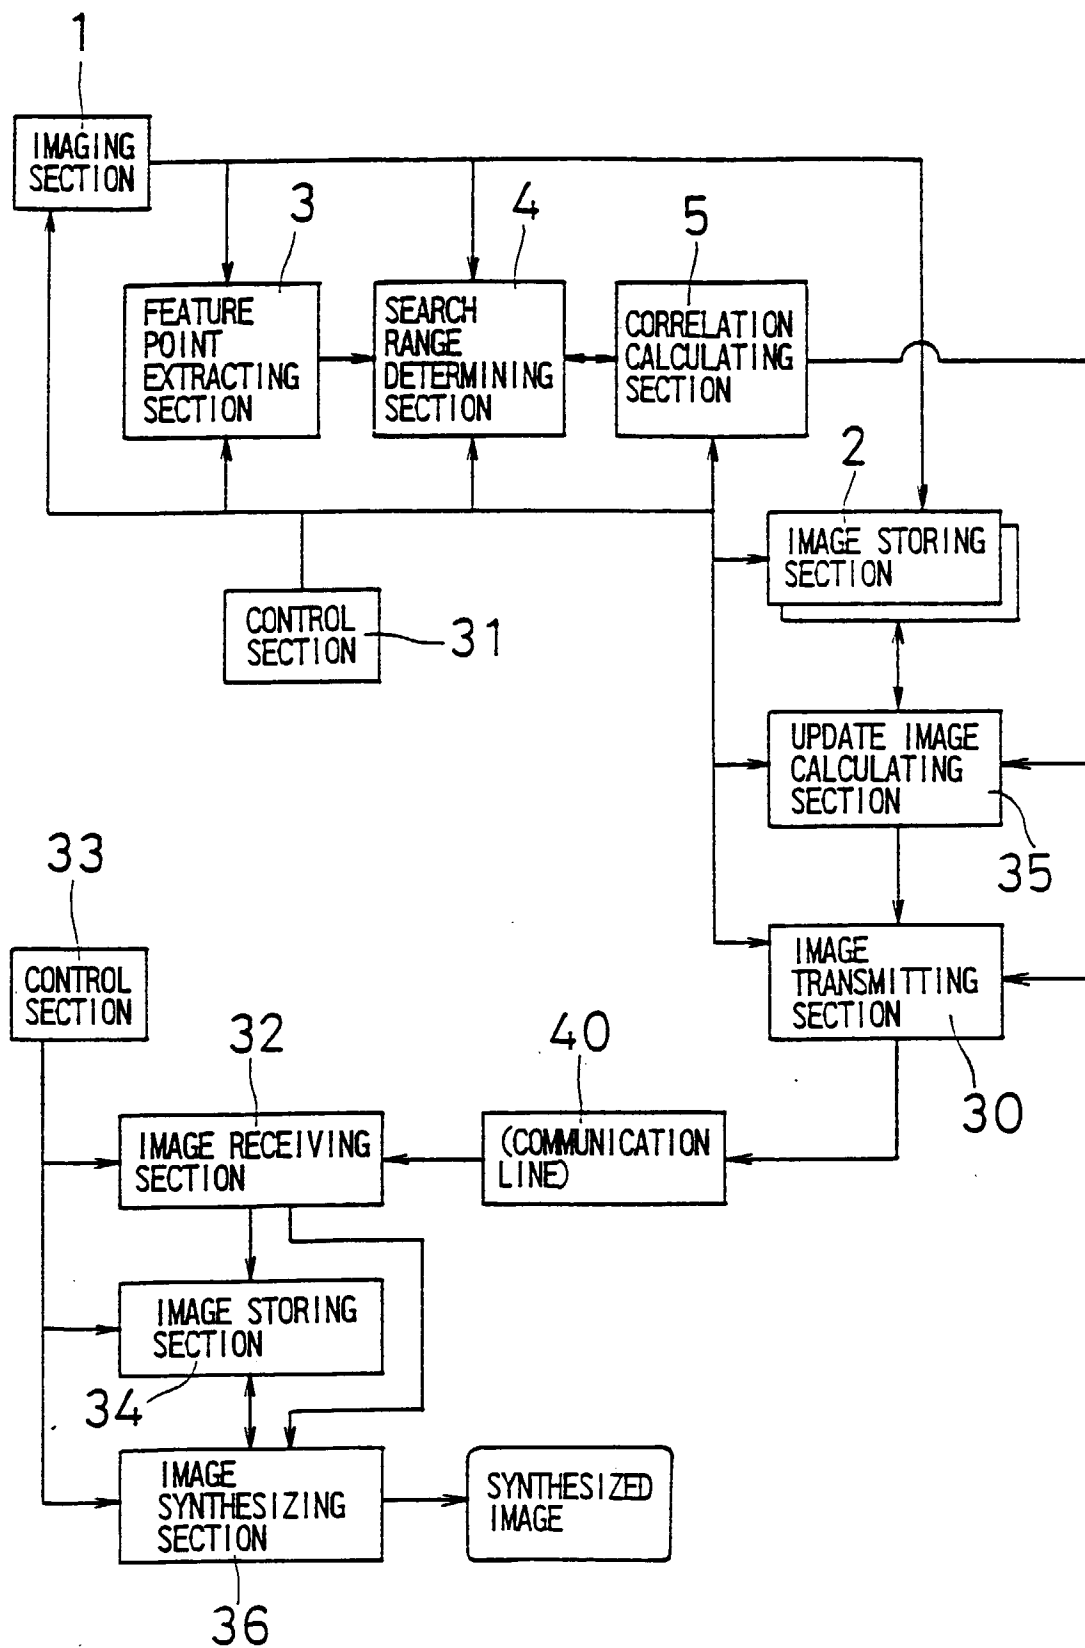 1
IMAGING
SECTION
3
4
5
FEATURE
POINT
EXTRACTING
SECTION
SEARCH
RANGE
DETERMINING
SECTION
CORRELATION
CALCULATING
SECTION
2
IMAGE STORING
SECTION
CONTROL
SECTION
31
UPDATE IMAGE
CALCULATING
SECTION
35
33
CONTROL
SECTION
IMAGE
TRANSMITTING
SECTION
30
32
40
IMAGE RECEIVING
SECTION
(COMMUNICATION
LINE)
IMAGE STORING
SECTION
34
IMAGE
SYNTHESIZING
SECTION
SYNTHESIZED
IMAGE
36